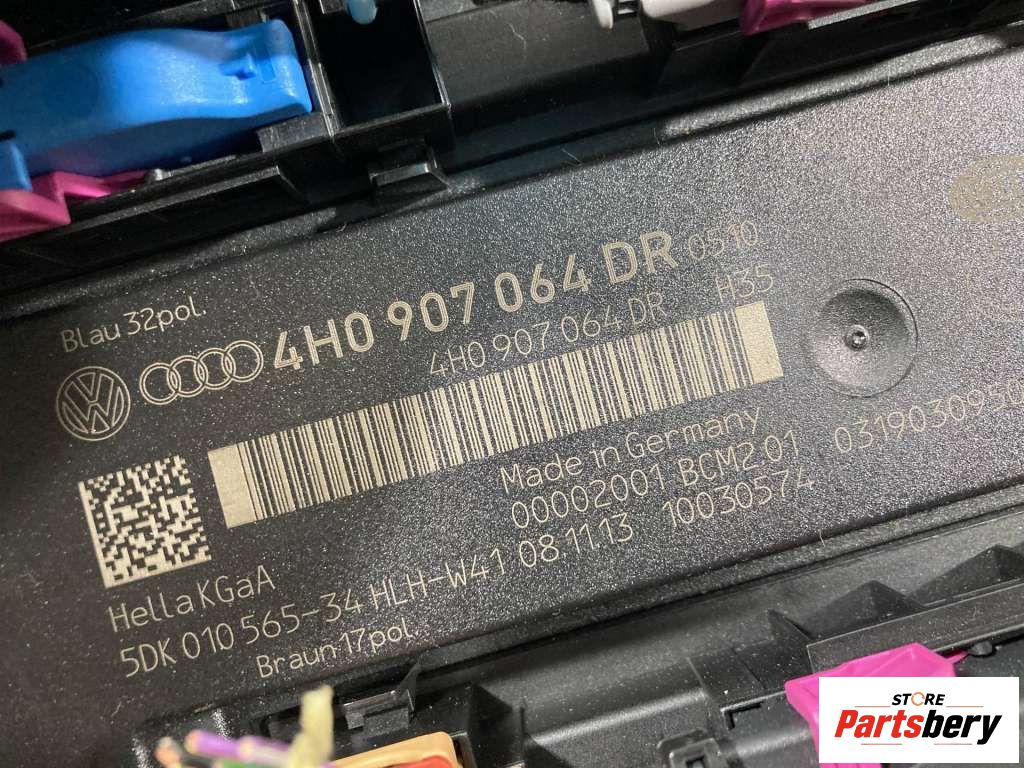 Blau 32pol.
4H0 907 064 DR 0510
4H0 907 064 DR H35
Made in Germany
00002001 BCM2 01 0319030950
Hella KGaA
5DK 010 565-34 HLH-W41 08.11.13 10030574
Braun 17pol.
STORE
Partsbery